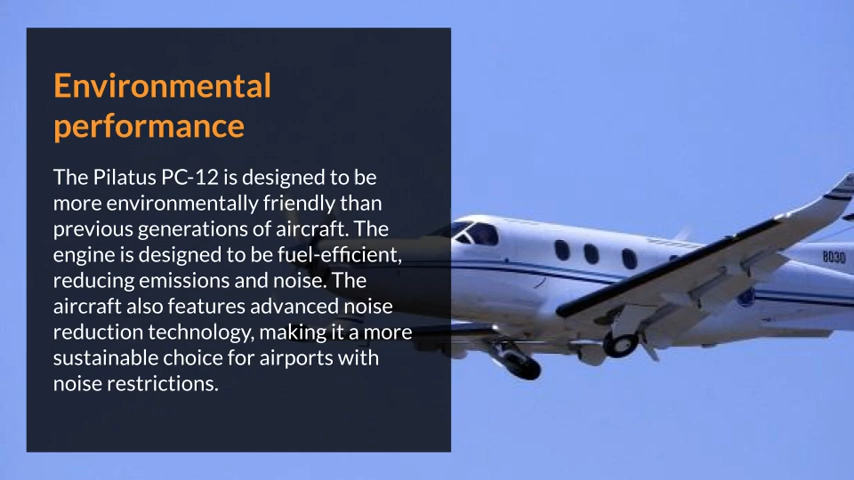 Environmental
performance
The Pilatus PC-12 is designed to be
more environmentally friendly than
previous generations of aircraft. The
engine is designed to be fuel-efficient,
reducing emissions and noise. The
aircraft also features advanced noise
reduction technology, making it a more
sustainable choice for airports with
noise restrictions.
8030